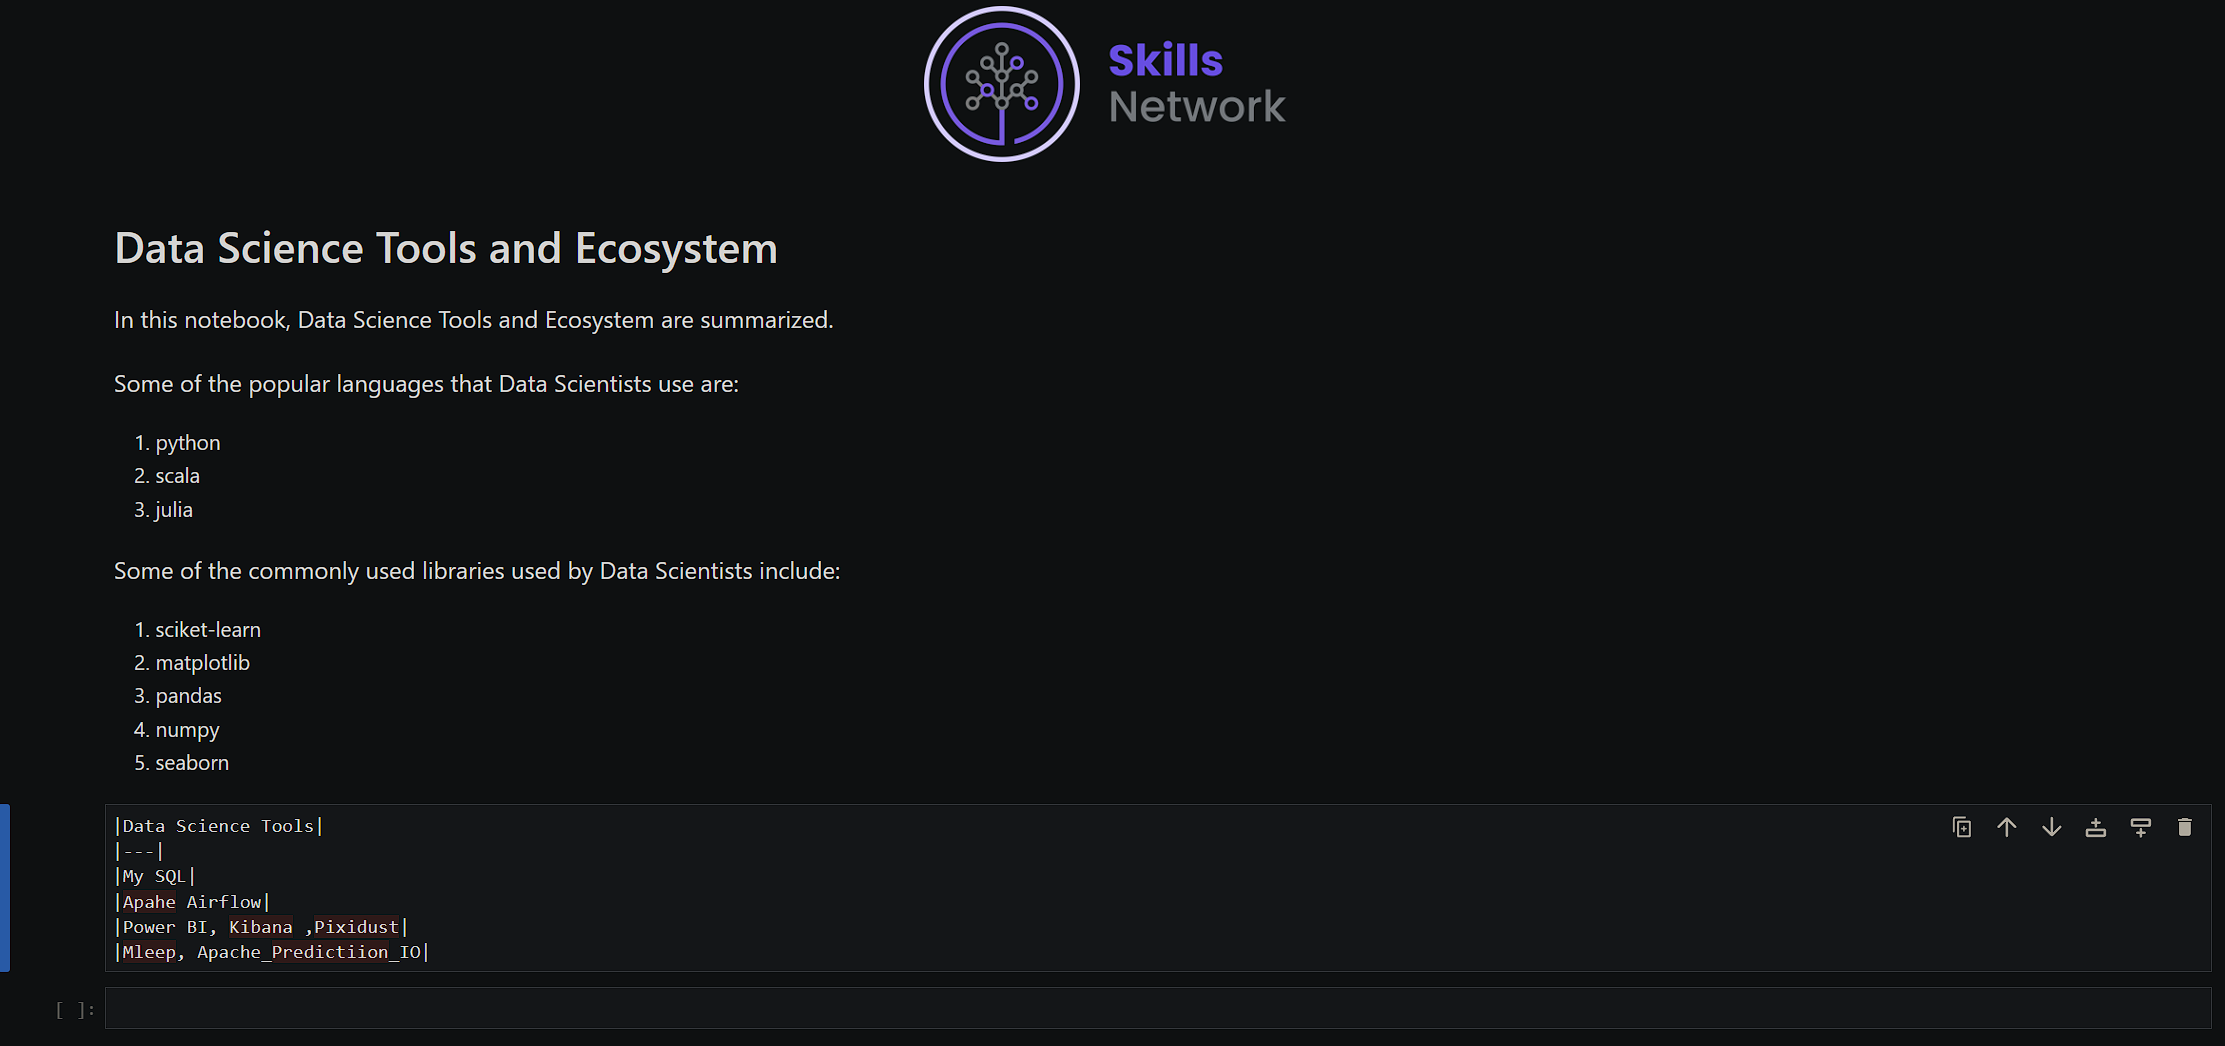 Skills
Network
Data Science Tools and Ecosystem
In this notebook, Data Science Tools and Ecosystem are summarized.
Some of the popular languages that Data Scientists use are:
1. python
2. scala
3. julia
Some of the commonly used libraries used by Data Scientists include:
1. sciket-learn
2. matplotlib
3. pandas
4. numpy
5. seaborn
|Data Science Tools|
|---|
|My SQL|
|Apahe Airflow|
|Power BI, Kibana ,Pixidust|
|Mleep, Apache_Predictiion_IO|
[ ]: